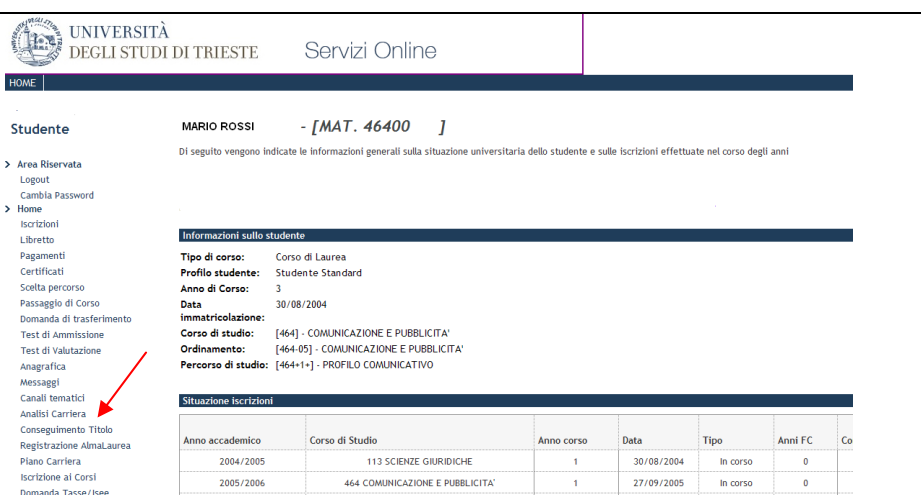 UNIVERSITÀ
DEGLI STUDI DI TRIESTE
Servizi Online
HOME
Studente
Area Riservata
Logout
Cambia Password
Home
Iscrizioni
Libretto
Pagamenti
Certificati
Scelta percorso
Passaggio di Corso
Domanda di trasferimento
Test di Ammissione
Test di Valutazione
Anagrafica
Messaggi
Canali tematici
Analisi Carriera
Conseguimento Titolo
Registrazione AlmaLaurea
Piano Carriera
Iscrizione ai Corsi
Domanda Tasse/Isee
MARIO ROSSI - [MAT. 46400 ]
Di seguito vengono indicate le informazioni generali sulla situazione universitaria dello studente e sulle iscrizioni effettuate nel corso degli anni
Informazioni sullo studente
Tipo di corso: Corso di Laurea
Profilo studente: Studente Standard
Anno di Corso: 3
Data immatricolazione: 30/08/2004
Corso di studio: [464] - COMUNICAZIONE E PUBBLICITA'
Ordinamento: [464-05] - COMUNICAZIONE E PUBBLICITA'
Percorso di studio: [464+1+] - PROFILO COMUNICATIVO
Situazione iscrizioni
Anno accademico Corso di Studio Anno corso Data Tipo Anni FC Co
2004/2005 113 SCIENZE GIURIDICHE 1 30/08/2004 In corso 0
2005/2006 464 COMUNICAZIONE E PUBBLICITA' 1 27/09/2005 In corso 0